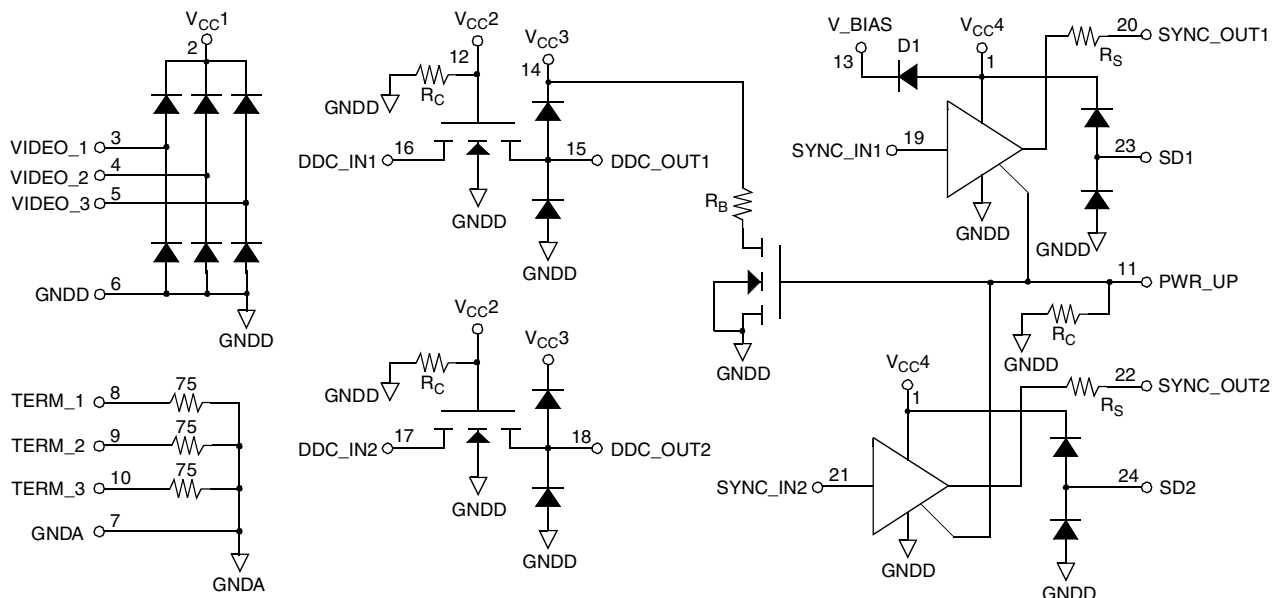 VCC1
2
VIDEO_1 3
VIDEO_2 4
VIDEO_3 5
GNDD 6
GNDD
TERM_1 8 75
TERM_2 9 75
TERM_3 10 75
GNDA 7
GNDA
VCC2
12
RC
GNDD
VCC3
14
DDC_IN1 16
15 DDC_OUT1
GNDD
GNDD
VCC2
RC
GNDD
VCC3
DDC_IN2 17
18 DDC_OUT2
GNDD
GNDD
RB
GNDD
V_BIAS
13
D1
VCC4
1
RS
20 SYNC_OUT1
SYNC_IN1 19
23 SD1
GNDD
GNDD
11 PWR_UP
RC
GNDD
VCC4
1
RS
22 SYNC_OUT2
SYNC_IN2 21
24 SD2
GNDD
GNDD